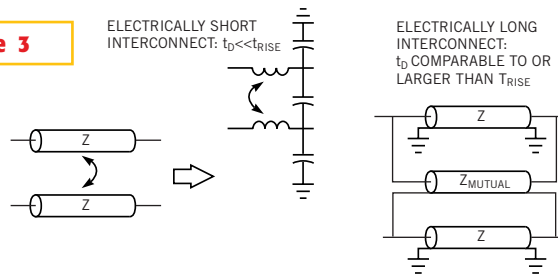 e 3
ELECTRICALLY SHORT
INTERCONNECT: tD<<tRISE
ELECTRICALLY LONG
INTERCONNECT:
tD COMPARABLE TO OR
LARGER THAN TRISE
Z
Z
Z
ZMUTUAL
Z